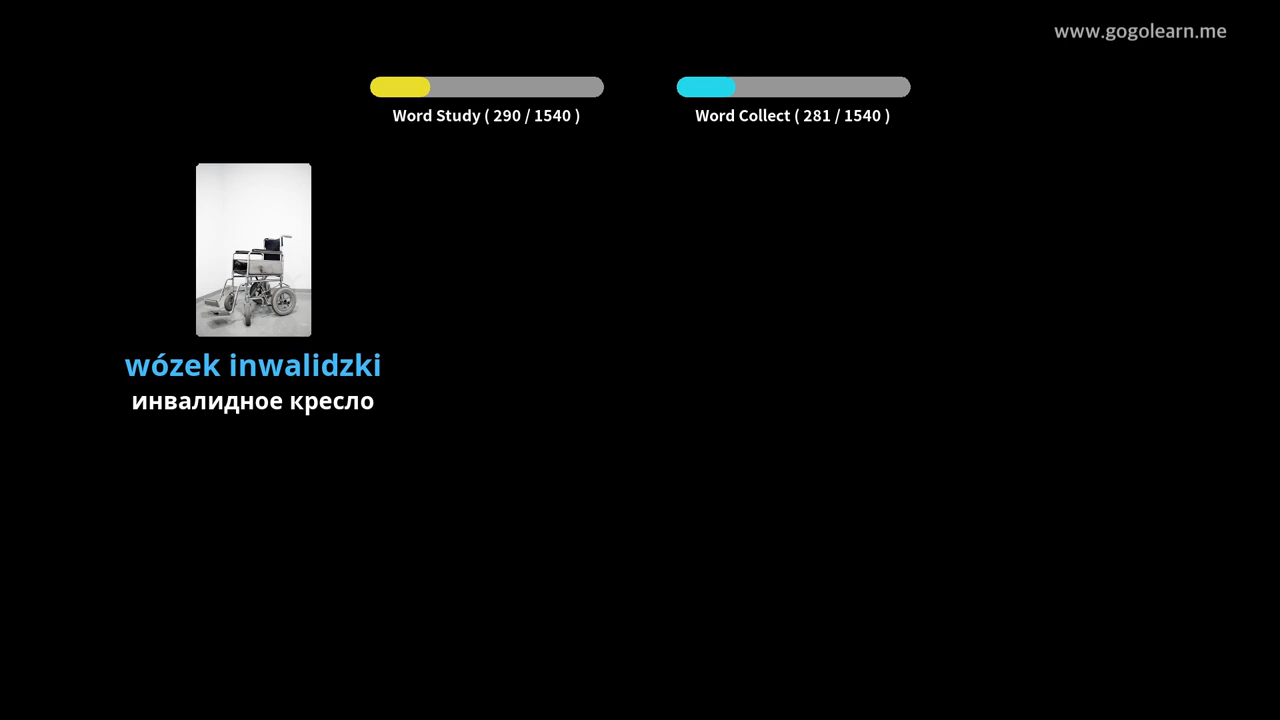 www.gogolearn.me
Word Study ( 290 / 1540 )
Word Collect ( 281 / 1540 )
wózek inwalidzki
инвалидное кресло